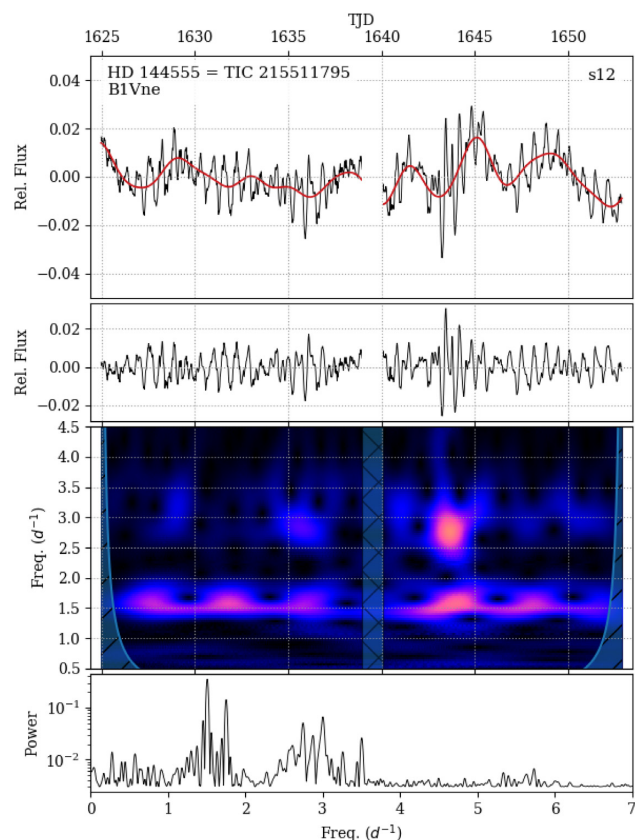 TJD
1625 1630 1635 1640 1645 1650
HD 144555 = TIC 215511795
B1Vne
s12
Rel. Flux
0.04
0.02
0.00
−0.02
−0.04
Rel. Flux
0.02
0.00
−0.02
Freq. (d⁻¹)
4.5
4.0
3.5
3.0
2.5
2.0
1.5
1.0
0.5
Power
10⁻¹
10⁻²
0 1 2 3 4 5 6 7
Freq. (d⁻¹)